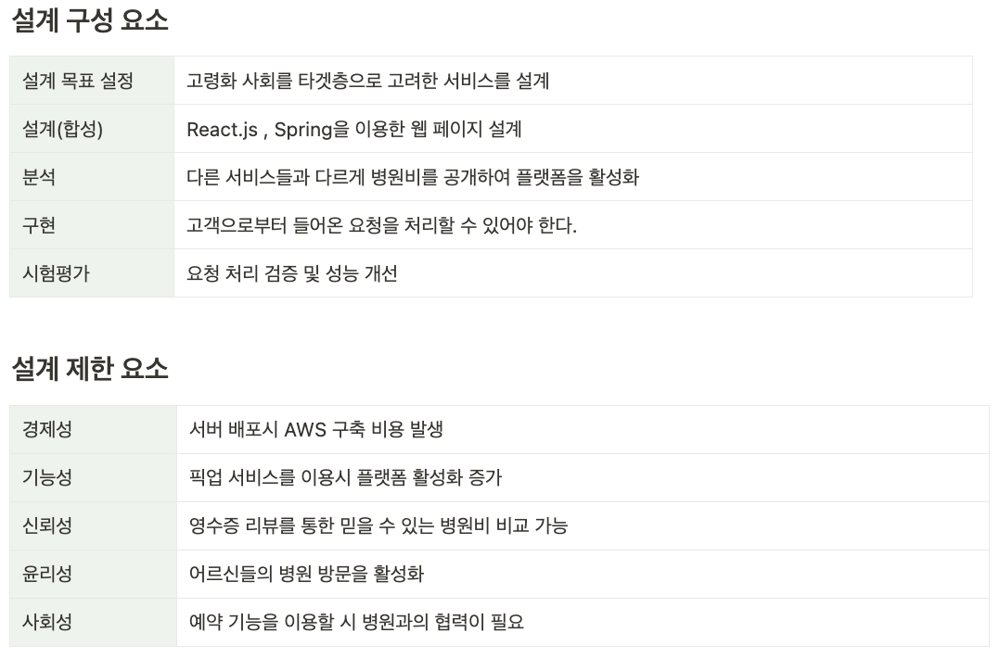 설계 구성 요소
설계 목표 설정 고령화 사회를 타겟층으로 고려한 서비스를 설계
설계(합성) React.js , Spring을 이용한 웹 페이지 설계
분석 다른 서비스들과 다르게 병원비를 공개하여 플랫폼을 활성화
구현 고객으로부터 들어온 요청을 처리할 수 있어야 한다.
시험평가 요청 처리 검증 및 성능 개선
설계 제한 요소
경제성 서버 배포시 AWS 구축 비용 발생
기능성 픽업 서비스를 이용시 플랫폼 활성화 증가
신뢰성 영수증 리뷰를 통한 믿을 수 있는 병원비 비교 가능
윤리성 어르신들의 병원 방문을 활성화
사회성 예약 기능을 이용할 시 병원과의 협력이 필요